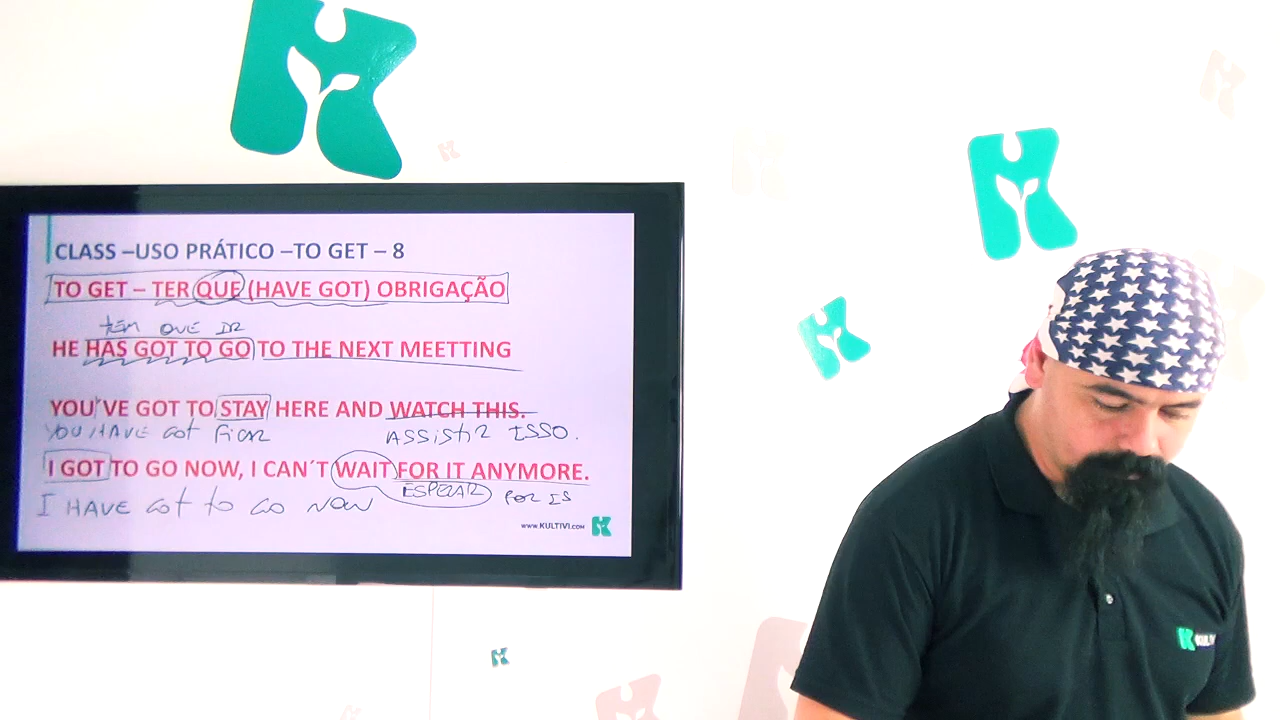 CLASS –USO PRÁTICO –TO GET – 8
TO GET – TER QUE (HAVE GOT) OBRIGAÇÃO
TEM QUE IR
HE HAS GOT TO GO TO THE NEXT MEETTING
YOU'VE GOT TO STAY HERE AND WATCH THIS.
YOU HAVE GOT FICAR ASSISTIR ISSO.
I GOT TO GO NOW, I CAN´T WAIT FOR IT ANYMORE.
ESPERAR POR IS
I HAVE GOT TO GO NOW
www.KULTIVI.COM